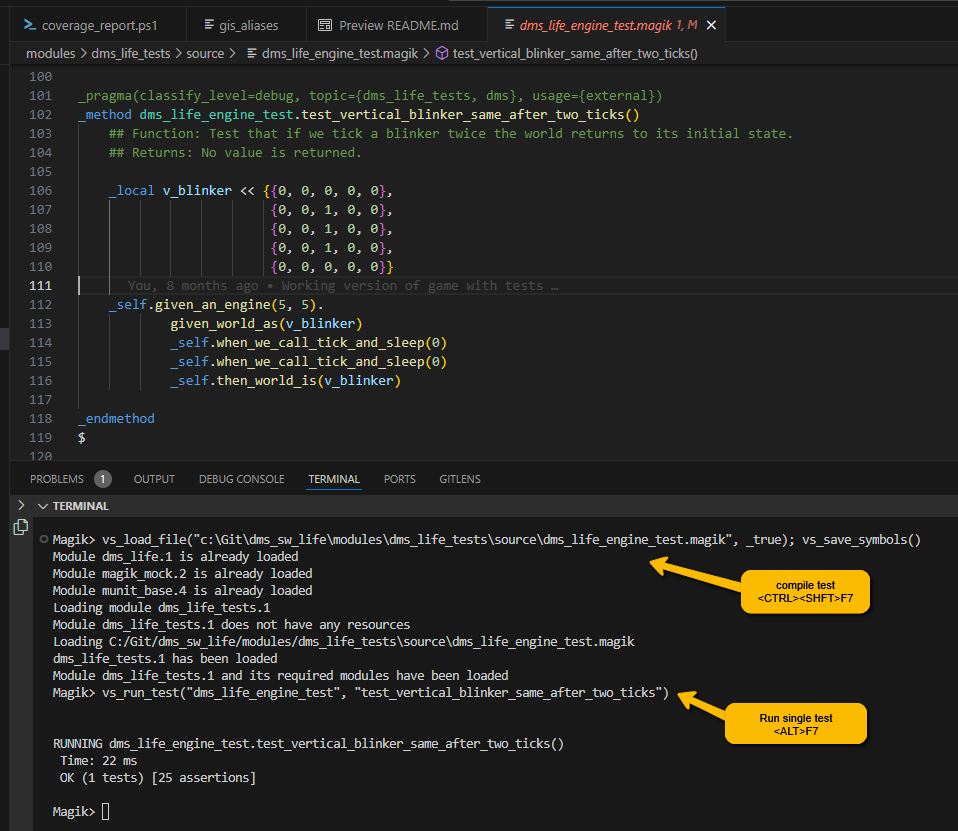 coverage_report.ps1
gis_aliases
Preview README.md
dms_life_engine_test.magik 1, M
modules > dms_life_tests > source > dms_life_engine_test.magik > test_vertical_blinker_same_after_two_ticks()
100
101 _pragma(classify_level=debug, topic={dms_life_tests, dms}, usage={external})
102 _method dms_life_engine_test.test_vertical_blinker_same_after_two_ticks()
103 ## Function: Test that if we tick a blinker twice the world returns to its initial state.
104 ## Returns: No value is returned.
105
106 _local v_blinker << {{0, 0, 0, 0, 0},
107 {0, 0, 1, 0, 0},
108 {0, 0, 1, 0, 0},
109 {0, 0, 1, 0, 0},
110 {0, 0, 0, 0, 0}}
111 You, 8 months ago • Working version of game with tests …
112 _self.given_an_engine(5, 5).
113 given_world_as(v_blinker)
114 _self.when_we_call_tick_and_sleep(0)
115 _self.when_we_call_tick_and_sleep(0)
116 _self.then_world_is(v_blinker)
117
118 _endmethod
119 $
120
PROBLEMS 1 OUTPUT DEBUG CONSOLE TERMINAL PORTS GITLENS
TERMINAL
Magik> vs_load_file("c:\Git\dms_sw_life\modules\dms_life_tests\source\dms_life_engine_test.magik", _true); vs_save_symbols()
Module dms_life.1 is already loaded
Module magik_mock.2 is already loaded
Module munit_base.4 is already loaded
Loading module dms_life_tests.1
Module dms_life_tests.1 does not have any resources
Loading C:/Git/dms_sw_life/modules/dms_life_tests\source\dms_life_engine_test.magik
dms_life_tests.1 has been loaded
Module dms_life_tests.1 and its required modules have been loaded
Magik> vs_run_test("dms_life_engine_test", "test_vertical_blinker_same_after_two_ticks")
compile test
<CTRL><SHFT>F7
Run single test
<ALT>F7
RUNNING dms_life_engine_test.test_vertical_blinker_same_after_two_ticks()
Time: 22 ms
OK (1 tests) [25 assertions]
Magik>